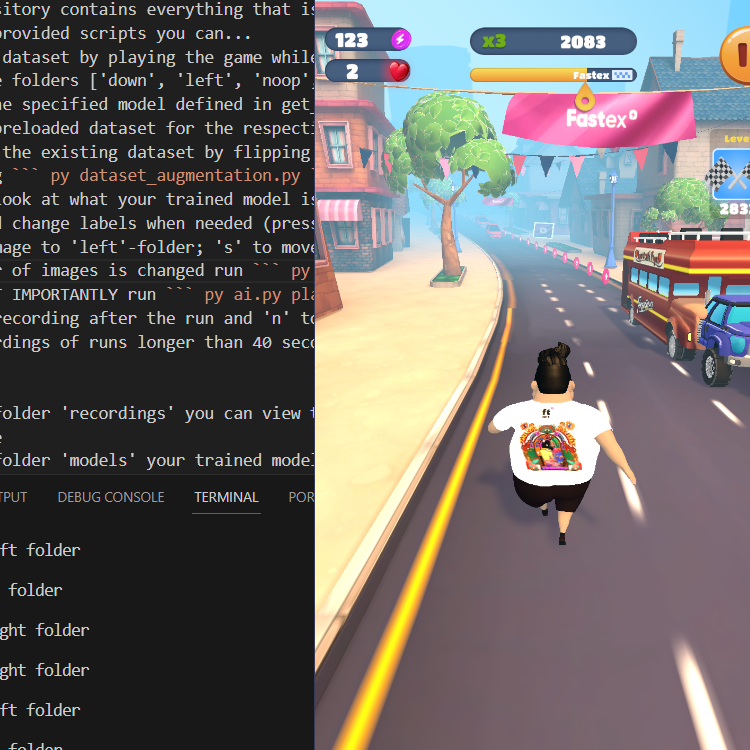 sitory contains everything that is
provided scripts you can...
dataset by playing the game while
e folders ['down', 'left', 'noop'
he specified model defined in get_
preloaded dataset for the respecti
the existing dataset by flipping
g ``` py dataset_augmentation.py `
look at what your trained model is
d change labels when needed (press
mage to 'left'-folder; 's' to move
r of images is changed run ``` py
T IMPORTANTLY run ``` py ai.py pla
recording after the run and 'n' to
rdings of runs longer than 40 seco
folder 'recordings' you can view t
e
folder 'models' your trained model
TPUT DEBUG CONSOLE TERMINAL POR
ft folder
folder
ght folder
ght folder
ft folder
folder
123
2
x3 2083
Fastex
Fastex
Leve
283
ft